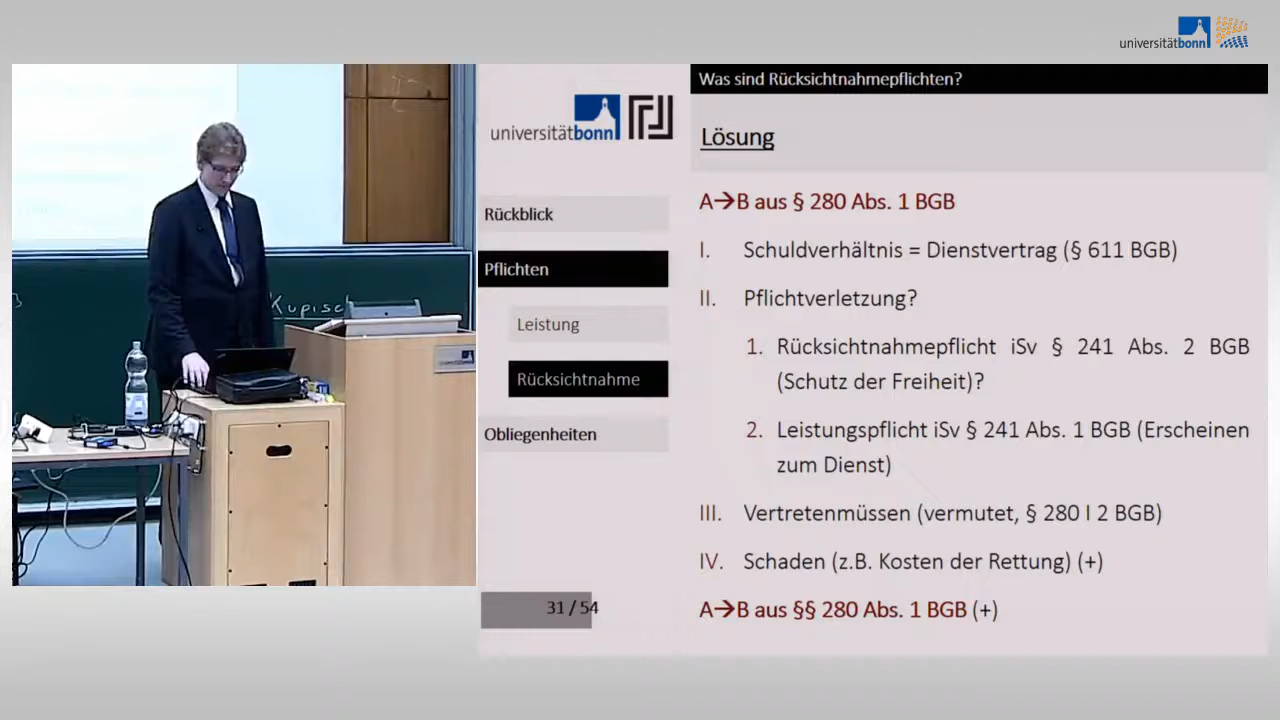 universitätbonn
Was sind Rücksichtnahmepflichten?
universitätbonn
Lösung
Rückblick
Pflichten
Leistung
Rücksichtnahme
Obliegenheiten
31 / 54
A→B aus § 280 Abs. 1 BGB
I. Schuldverhältnis = Dienstvertrag (§ 611 BGB)
II. Pflichtverletzung?
1. Rücksichtnahmepflicht iSv § 241 Abs. 2 BGB
(Schutz der Freiheit)?
2. Leistungspflicht iSv § 241 Abs. 1 BGB (Erscheinen
zum Dienst)
III. Vertretenmüssen (vermutet, § 280 I 2 BGB)
IV. Schaden (z.B. Kosten der Rettung) (+)
A→B aus §§ 280 Abs. 1 BGB (+)
Kupisch